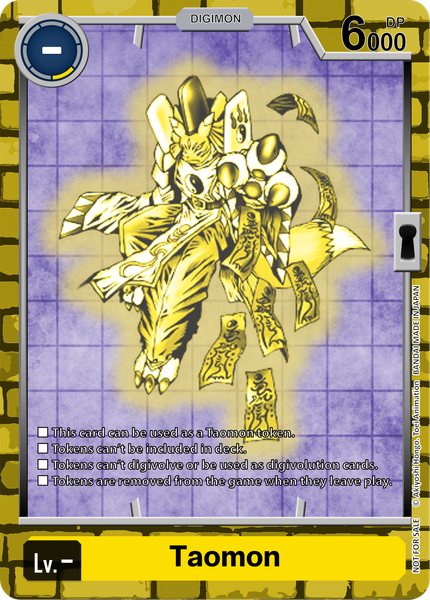 DIGIMON
-
DP
6000
This card can be used as a Taomon token.
Tokens can't be included in deck.
Tokens can't digivolve or be used as digivolution cards.
Tokens are removed from the game when they leave play.
NOT FOR SALE © Akiyoshi Hongo, Toei Animation BANDAI MADE IN JAPAN
Lv.-
Taomon